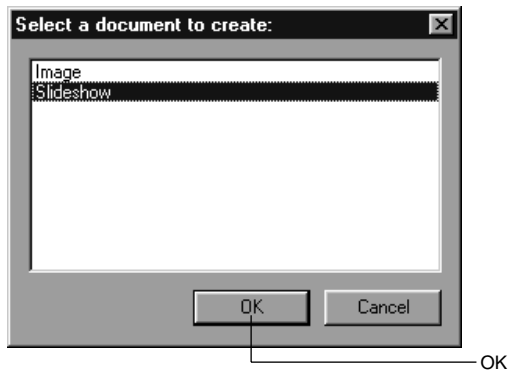 Select a document to create:
Image
Slideshow
OK
Cancel
OK